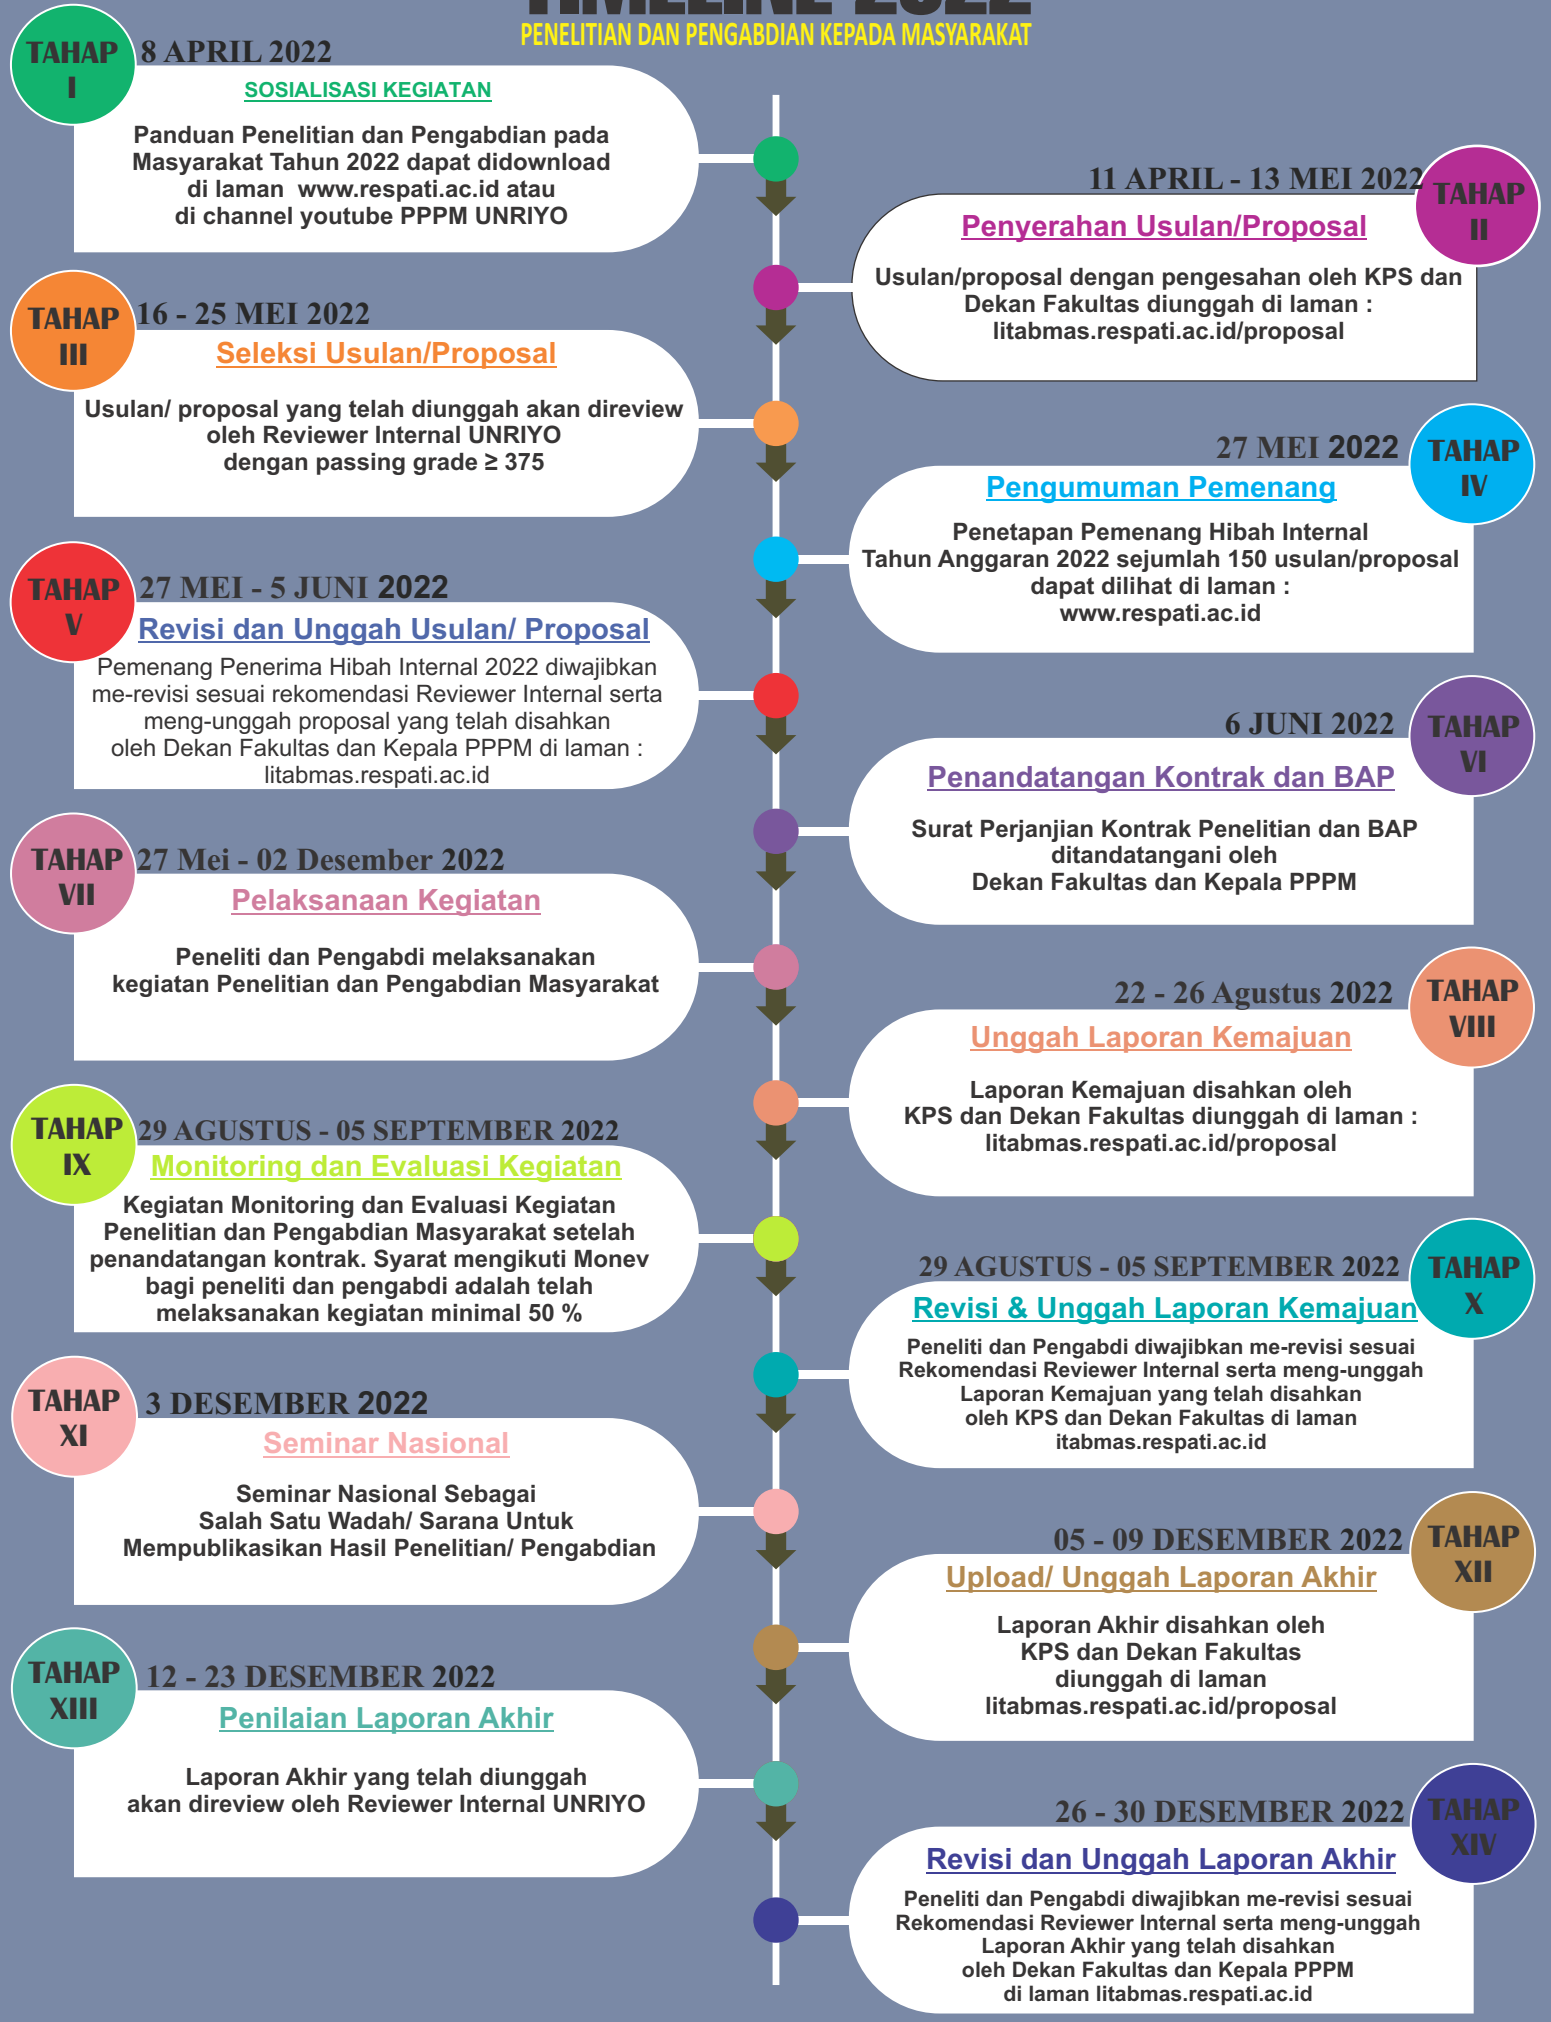 TIMELINE 2022
PENELITIAN DAN PENGABDIAN KEPADA MASYARAKAT
TAHAP
I
8 APRIL 2022
SOSIALISASI KEGIATAN
Panduan Penelitian dan Pengabdian pada
Masyarakat Tahun 2022 dapat didownload
di laman www.respati.ac.id atau
di channel youtube PPPM UNRIYO
TAHAP
II
11 APRIL - 13 MEI 2022
Penyerahan Usulan/Proposal
Usulan/proposal dengan pengesahan oleh KPS dan
Dekan Fakultas diunggah di laman :
litabmas.respati.ac.id/proposal
TAHAP
III
16 - 25 MEI 2022
Seleksi Usulan/Proposal
Usulan/ proposal yang telah diunggah akan direview
oleh Reviewer Internal UNRIYO
dengan passing grade ≥ 375
TAHAP
IV
27 MEI 2022
Pengumuman Pemenang
Penetapan Pemenang Hibah Internal
Tahun Anggaran 2022 sejumlah 150 usulan/proposal
dapat dilihat di laman :
www.respati.ac.id
TAHAP
V
27 MEI - 5 JUNI 2022
Revisi dan Unggah Usulan/ Proposal
Pemenang Penerima Hibah Internal 2022 diwajibkan
me-revisi sesuai rekomendasi Reviewer Internal serta
meng-unggah proposal yang telah disahkan
oleh Dekan Fakultas dan Kepala PPPM di laman :
litabmas.respati.ac.id
TAHAP
VI
6 JUNI 2022
Penandatangan Kontrak dan BAP
Surat Perjanjian Kontrak Penelitian dan BAP
ditandatangani oleh
Dekan Fakultas dan Kepala PPPM
TAHAP
VII
27 Mei - 02 Desember 2022
Pelaksanaan Kegiatan
Peneliti dan Pengabdi melaksanakan
kegiatan Penelitian dan Pengabdian Masyarakat
TAHAP
VIII
22 - 26 Agustus 2022
Unggah Laporan Kemajuan
Laporan Kemajuan disahkan oleh
KPS dan Dekan Fakultas diunggah di laman :
litabmas.respati.ac.id/proposal
TAHAP
IX
29 AGUSTUS - 05 SEPTEMBER 2022
Monitoring dan Evaluasi Kegiatan
Kegiatan Monitoring dan Evaluasi Kegiatan
Penelitian dan Pengabdian Masyarakat setelah
penandatangan kontrak. Syarat mengikuti Monev
bagi peneliti dan pengabdi adalah telah
melaksanakan kegiatan minimal 50 %
TAHAP
X
29 AGUSTUS - 05 SEPTEMBER 2022
Revisi & Unggah Laporan Kemajuan
Peneliti dan Pengabdi diwajibkan me-revisi sesuai
Rekomendasi Reviewer Internal serta meng-unggah
Laporan Kemajuan yang telah disahkan
oleh KPS dan Dekan Fakultas di laman
itabmas.respati.ac.id
TAHAP
XI
3 DESEMBER 2022
Seminar Nasional
Seminar Nasional Sebagai
Salah Satu Wadah/ Sarana Untuk
Mempublikasikan Hasil Penelitian/ Pengabdian
TAHAP
XII
05 - 09 DESEMBER 2022
Upload/ Unggah Laporan Akhir
Laporan Akhir disahkan oleh
KPS dan Dekan Fakultas
diunggah di laman
litabmas.respati.ac.id/proposal
TAHAP
XIII
12 - 23 DESEMBER 2022
Penilaian Laporan Akhir
Laporan Akhir yang telah diunggah
akan direview oleh Reviewer Internal UNRIYO
TAHAP
XIV
26 - 30 DESEMBER 2022
Revisi dan Unggah Laporan Akhir
Peneliti dan Pengabdi diwajibkan me-revisi sesuai
Rekomendasi Reviewer Internal serta meng-unggah
Laporan Akhir yang telah disahkan
oleh Dekan Fakultas dan Kepala PPPM
di laman litabmas.respati.ac.id